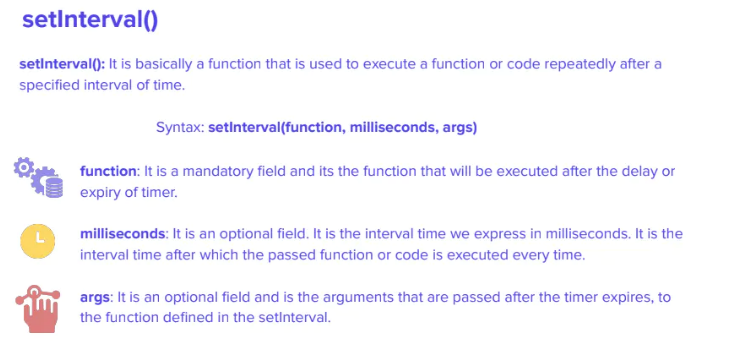 setInterval()
setInterval(): It is basically a function that is used to execute a function or code repeatedly after a
specified interval of time.
Syntax: setInterval(function, milliseconds, args)
function: It is a mandatory field and its the function that will be executed after the delay or
expiry of timer.
milliseconds: It is an optional field. It is the interval time we express in milliseconds. It is the
interval time after which the passed function or code is executed every time.
args: It is an optional field and is the arguments that are passed after the timer expires, to
the function defined in the setInterval.